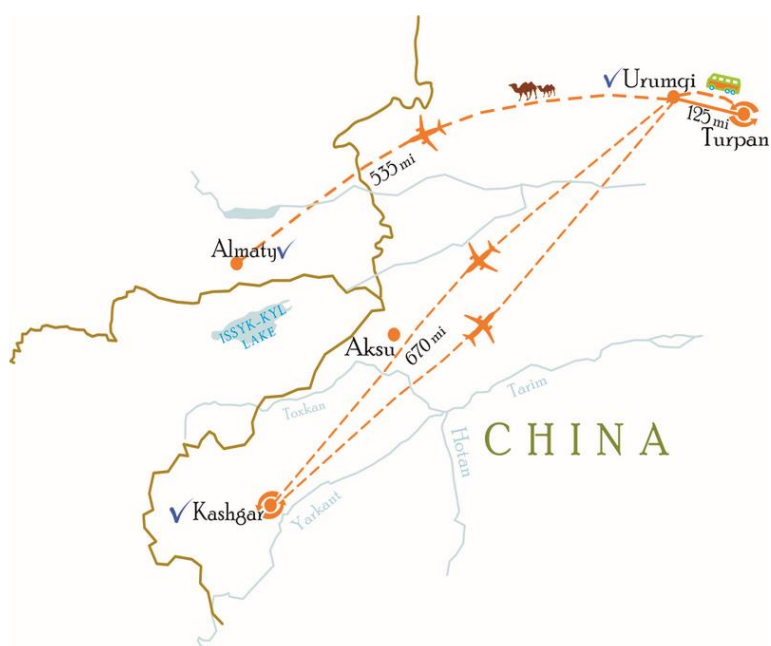 Urumqi
125 mi
Turpan
535 mi
Almaty
ISSYK-KYL
LAKE
Aksu
670 mi
Tarim
Toxkan
CHINA
Hotan
Kashgar
Yarkant